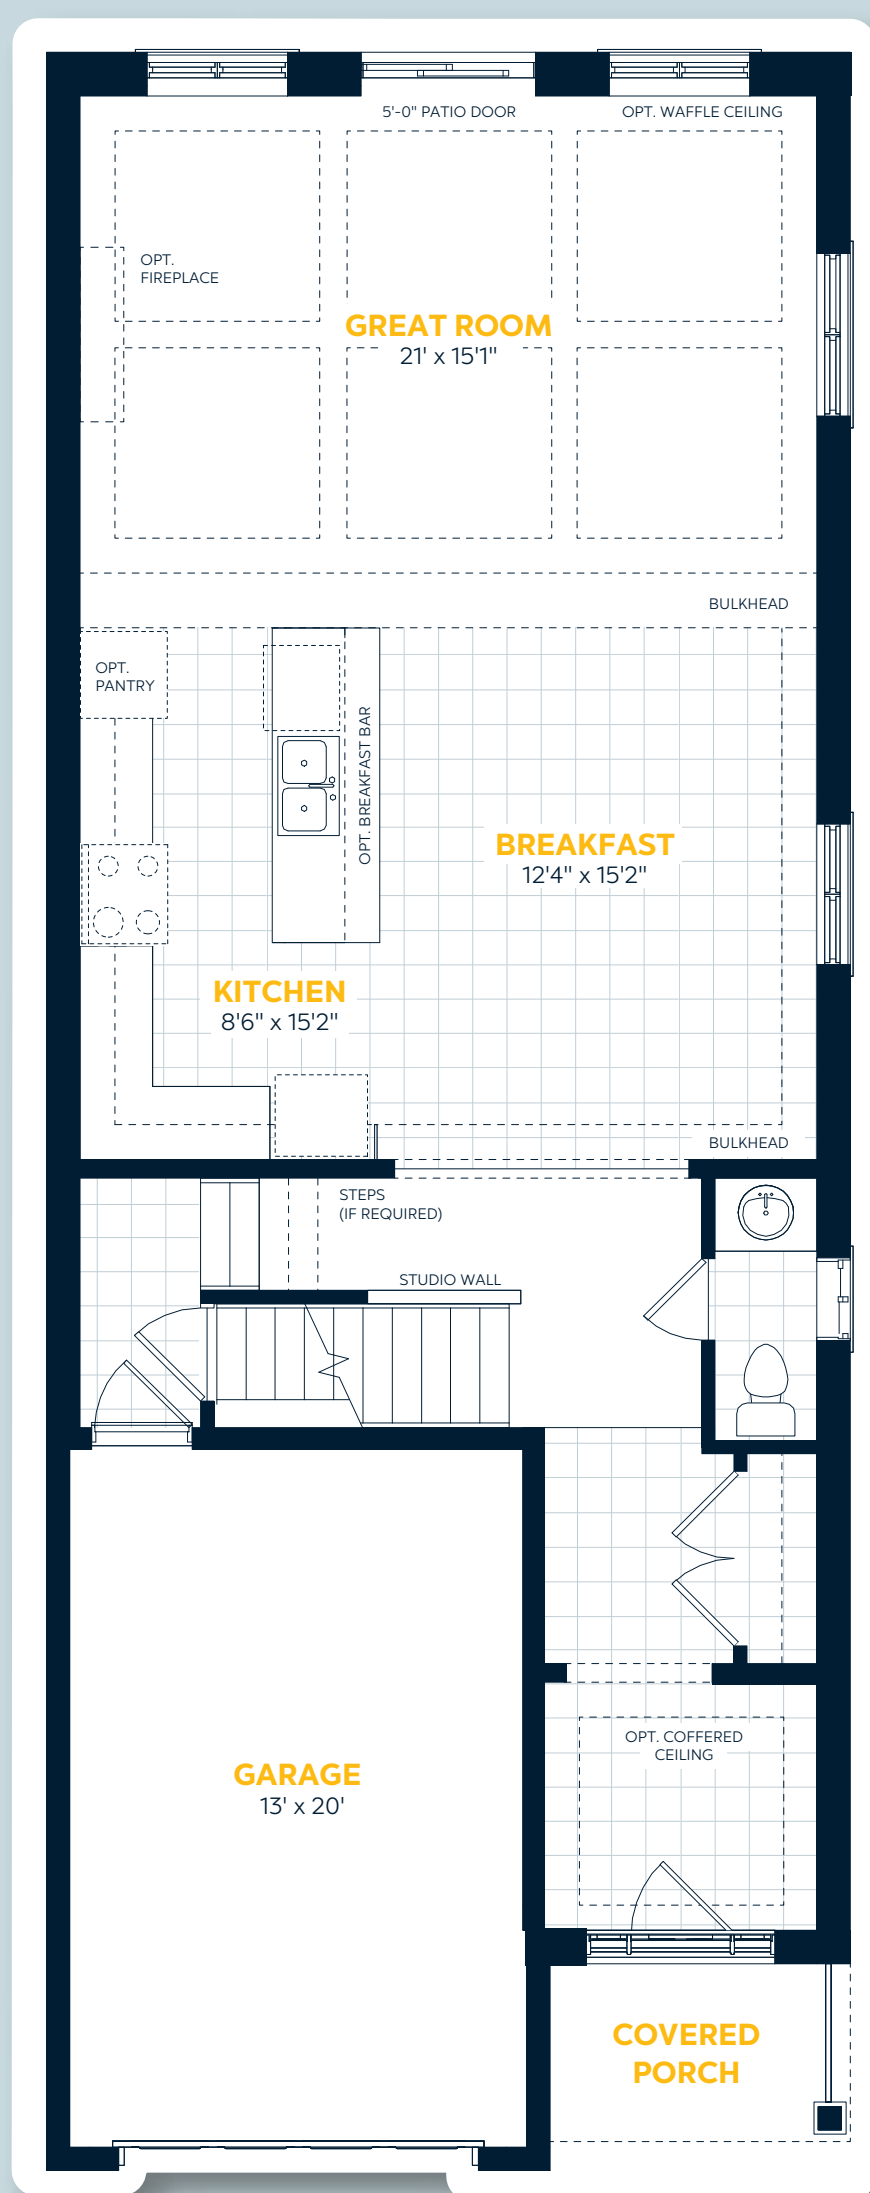 5'-0" PATIO DOOR
OPT. WAFFLE CEILING
OPT.
FIREPLACE
GREAT ROOM
21' x 15'1"
BULKHEAD
OPT.
PANTRY
OPT. BREAKFAST BAR
BREAKFAST
12'4" x 15'2"
KITCHEN
8'6" x 15'2"
BULKHEAD
STEPS
(IF REQUIRED)
STUDIO WALL
OPT. COFFERED
CEILING
GARAGE
13' x 20'
COVERED
PORCH